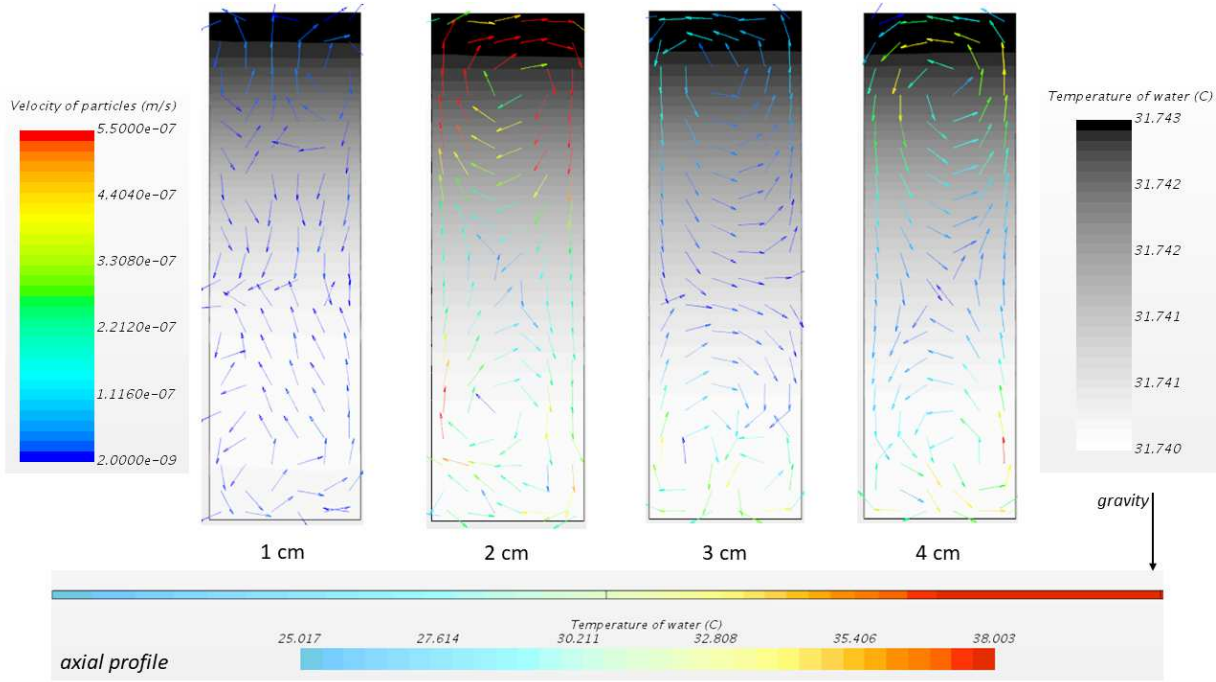 Velocity of particles (m/s)
5.5000e-07
4.4040e-07
3.3080e-07
2.2120e-07
1.1160e-07
2.0000e-09
Temperature of water (C)
31.743
31.742
31.742
31.741
31.741
31.740
gravity
1 cm
2 cm
3 cm
4 cm
Temperature of water (C)
25.017 27.614 30.211 32.808 35.406 38.003
axial profile